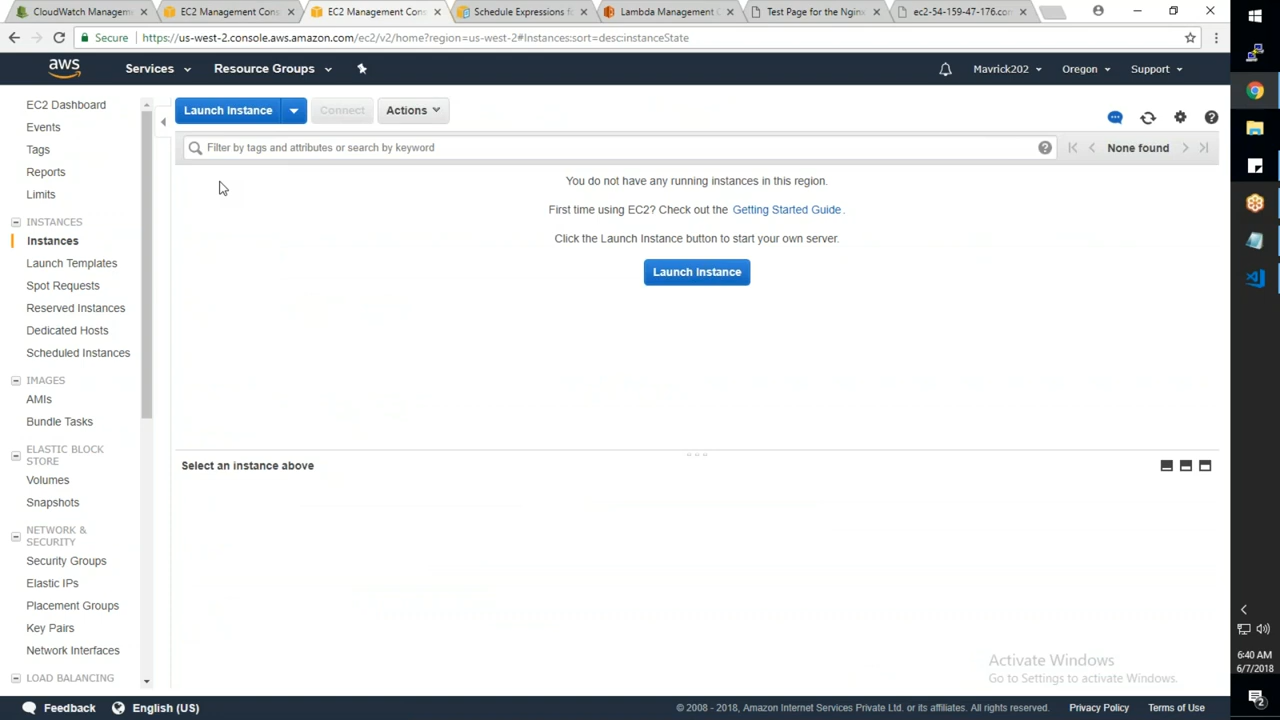 CloudWatch Managem
EC2 Management Cons
EC2 Management Cons
Schedule Expressions fo
Lambda Management C
Test Page for the Nginx
ec2-54-159-47-176.com
Secure
https://us-west-2.console.aws.amazon.com/ec2/v2/home?region=us-west-2#Instances:sort=desc:instanceState
aws
Services
Resource Groups
Mavrick202
Oregon
Support
EC2 Dashboard
Events
Tags
Reports
Limits
INSTANCES
Instances
Launch Templates
Spot Requests
Reserved Instances
Dedicated Hosts
Scheduled Instances
IMAGES
AMIs
Bundle Tasks
ELASTIC BLOCK
STORE
Volumes
Snapshots
NETWORK &
SECURITY
Security Groups
Elastic IPs
Placement Groups
Key Pairs
Network Interfaces
LOAD BALANCING
Launch Instance
Connect
Actions
Filter by tags and attributes or search by keyword
None found
You do not have any running instances in this region.
First time using EC2? Check out the Getting Started Guide.
Click the Launch Instance button to start your own server.
Launch Instance
Select an instance above
Activate Windows
Go to Settings to activate Windows.
6:40 AM
6/7/2018
2
Feedback
English (US)
© 2008 - 2018, Amazon Internet Services Private Ltd. or its affiliates. All rights reserved.
Privacy Policy
Terms of Use